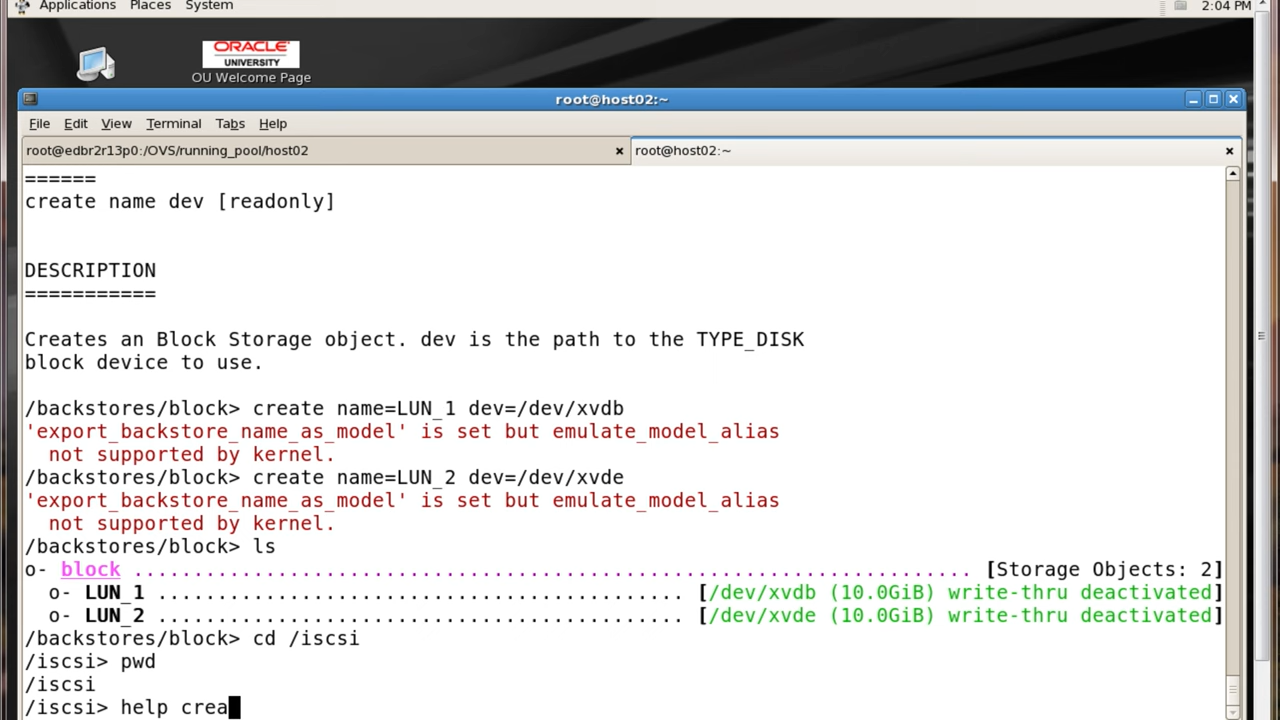 Applications Places System 2:04 PM
ORACLE
UNIVERSITY
OU Welcome Page
root@host02:~
File Edit View Terminal Tabs Help
root@edbr2r13p0:/OVS/running_pool/host02 root@host02:~
======
create name dev [readonly]
DESCRIPTION
===========
Creates an Block Storage object. dev is the path to the TYPE_DISK
block device to use.
/backstores/block> create name=LUN_1 dev=/dev/xvdb
'export_backstore_name_as_model' is set but emulate_model_alias
not supported by kernel.
/backstores/block> create name=LUN_2 dev=/dev/xvde
'export_backstore_name_as_model' is set but emulate_model_alias
not supported by kernel.
/backstores/block> ls
o- block ...................................................................... [Storage Objects: 2]
o- LUN_1 ............................................ [/dev/xvdb (10.0GiB) write-thru deactivated]
o- LUN_2 ............................................ [/dev/xvde (10.0GiB) write-thru deactivated]
/backstores/block> cd /iscsi
/iscsi> pwd
/iscsi
/iscsi> help crea